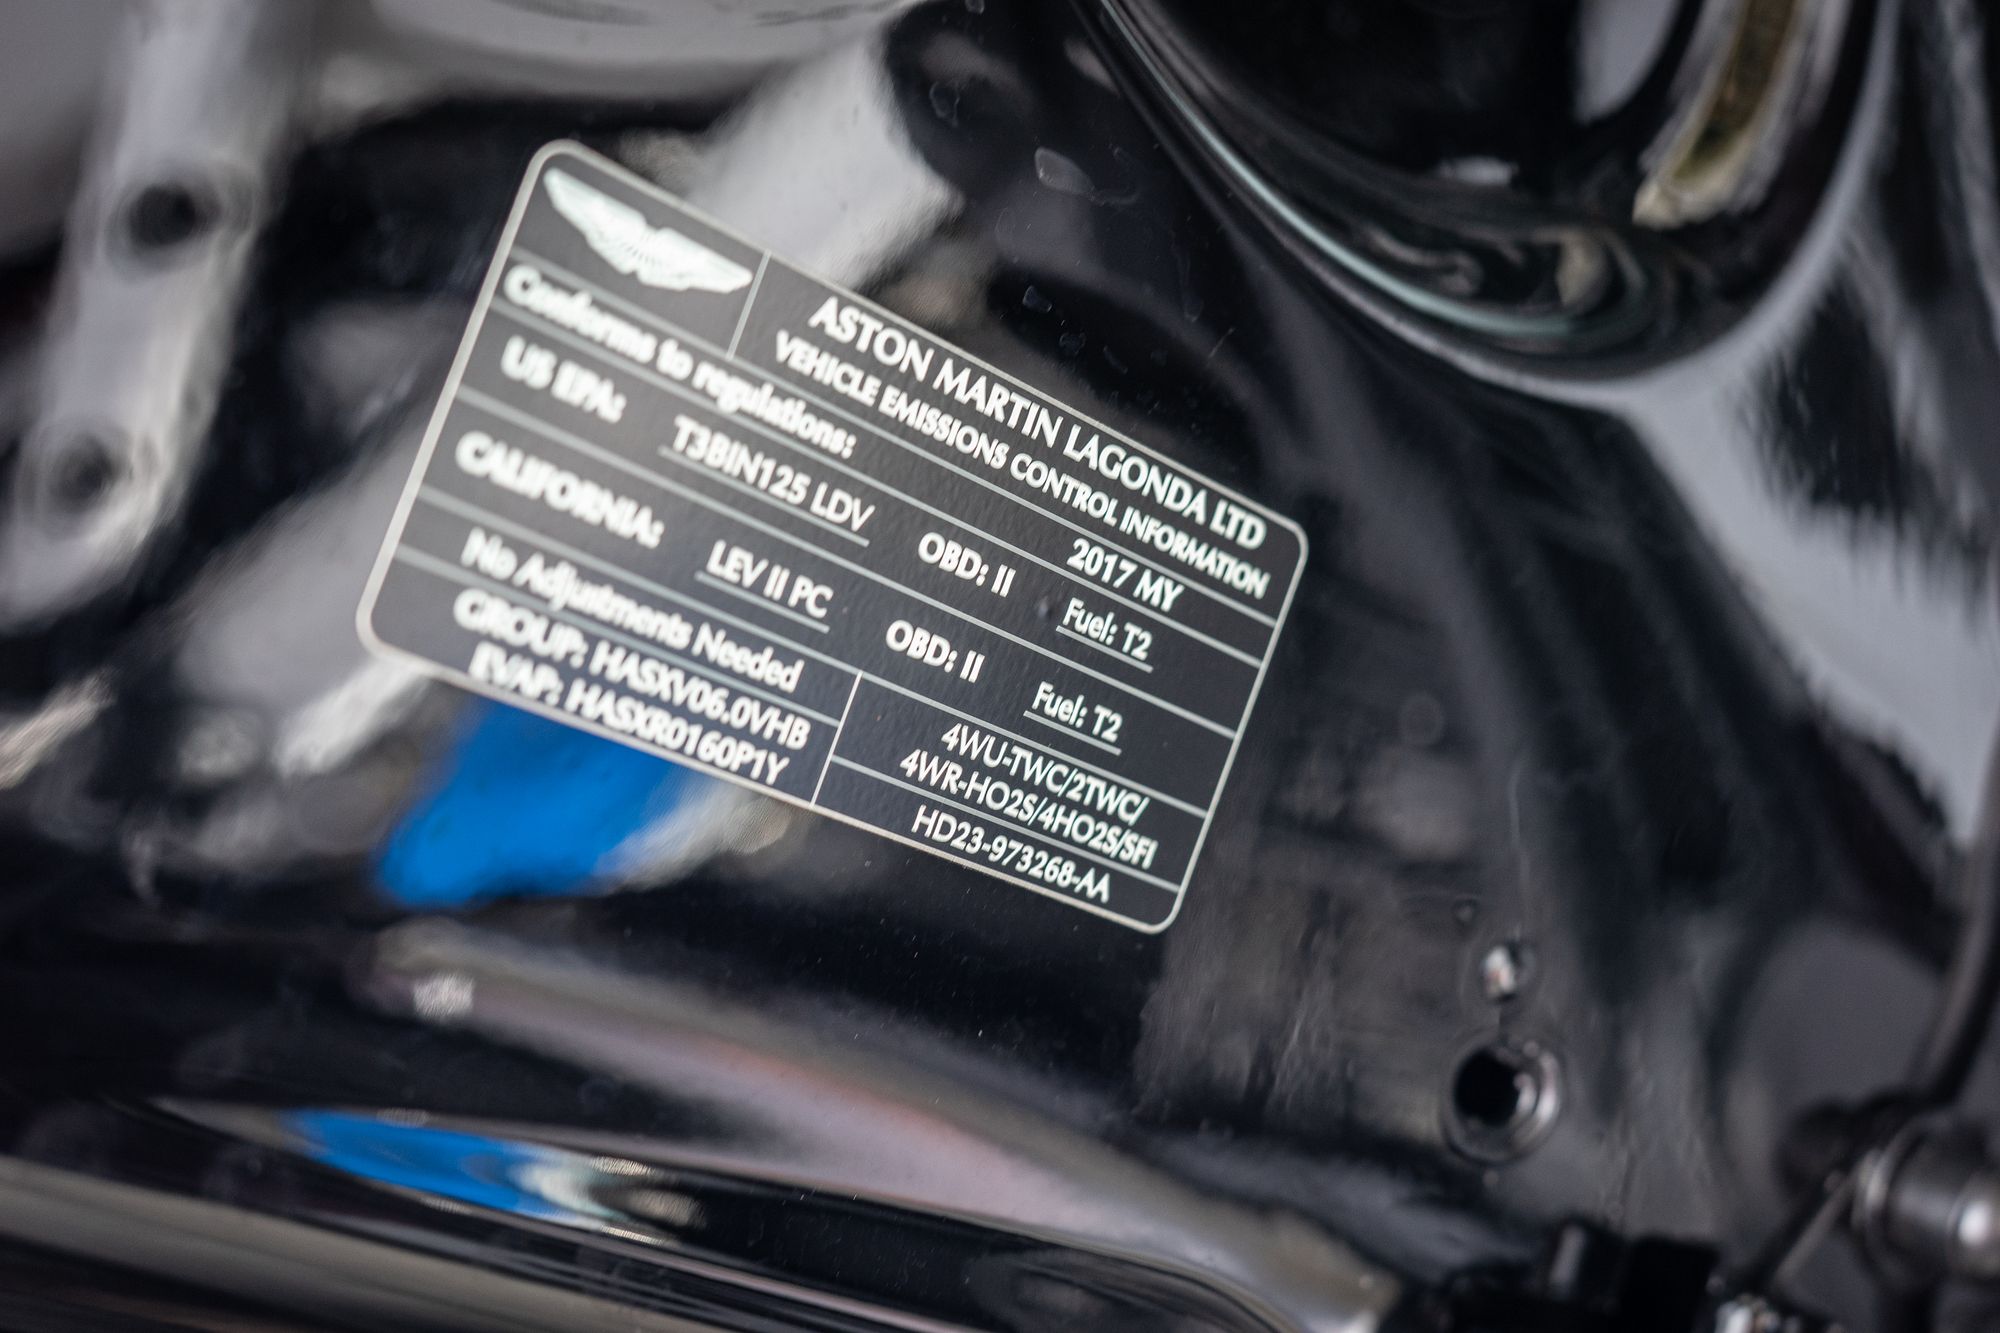 ASTON MARTIN LAGONDA LTD
VEHICLE EMISSIONS CONTROL INFORMATION
Conforms to regulations: 2017 MY
US EPA: T3BIN125 LDV OBD: II Fuel: T2
CALIFORNIA: LEV II PC OBD: II Fuel: T2
No Adjustments Needed
GROUP: HASXV06.0VHB
EVAP: HASXR0160P1Y
4WU-TWC/2TWC/
4WR-HO2S/4HO2S/SFI
HD23-973268-AA